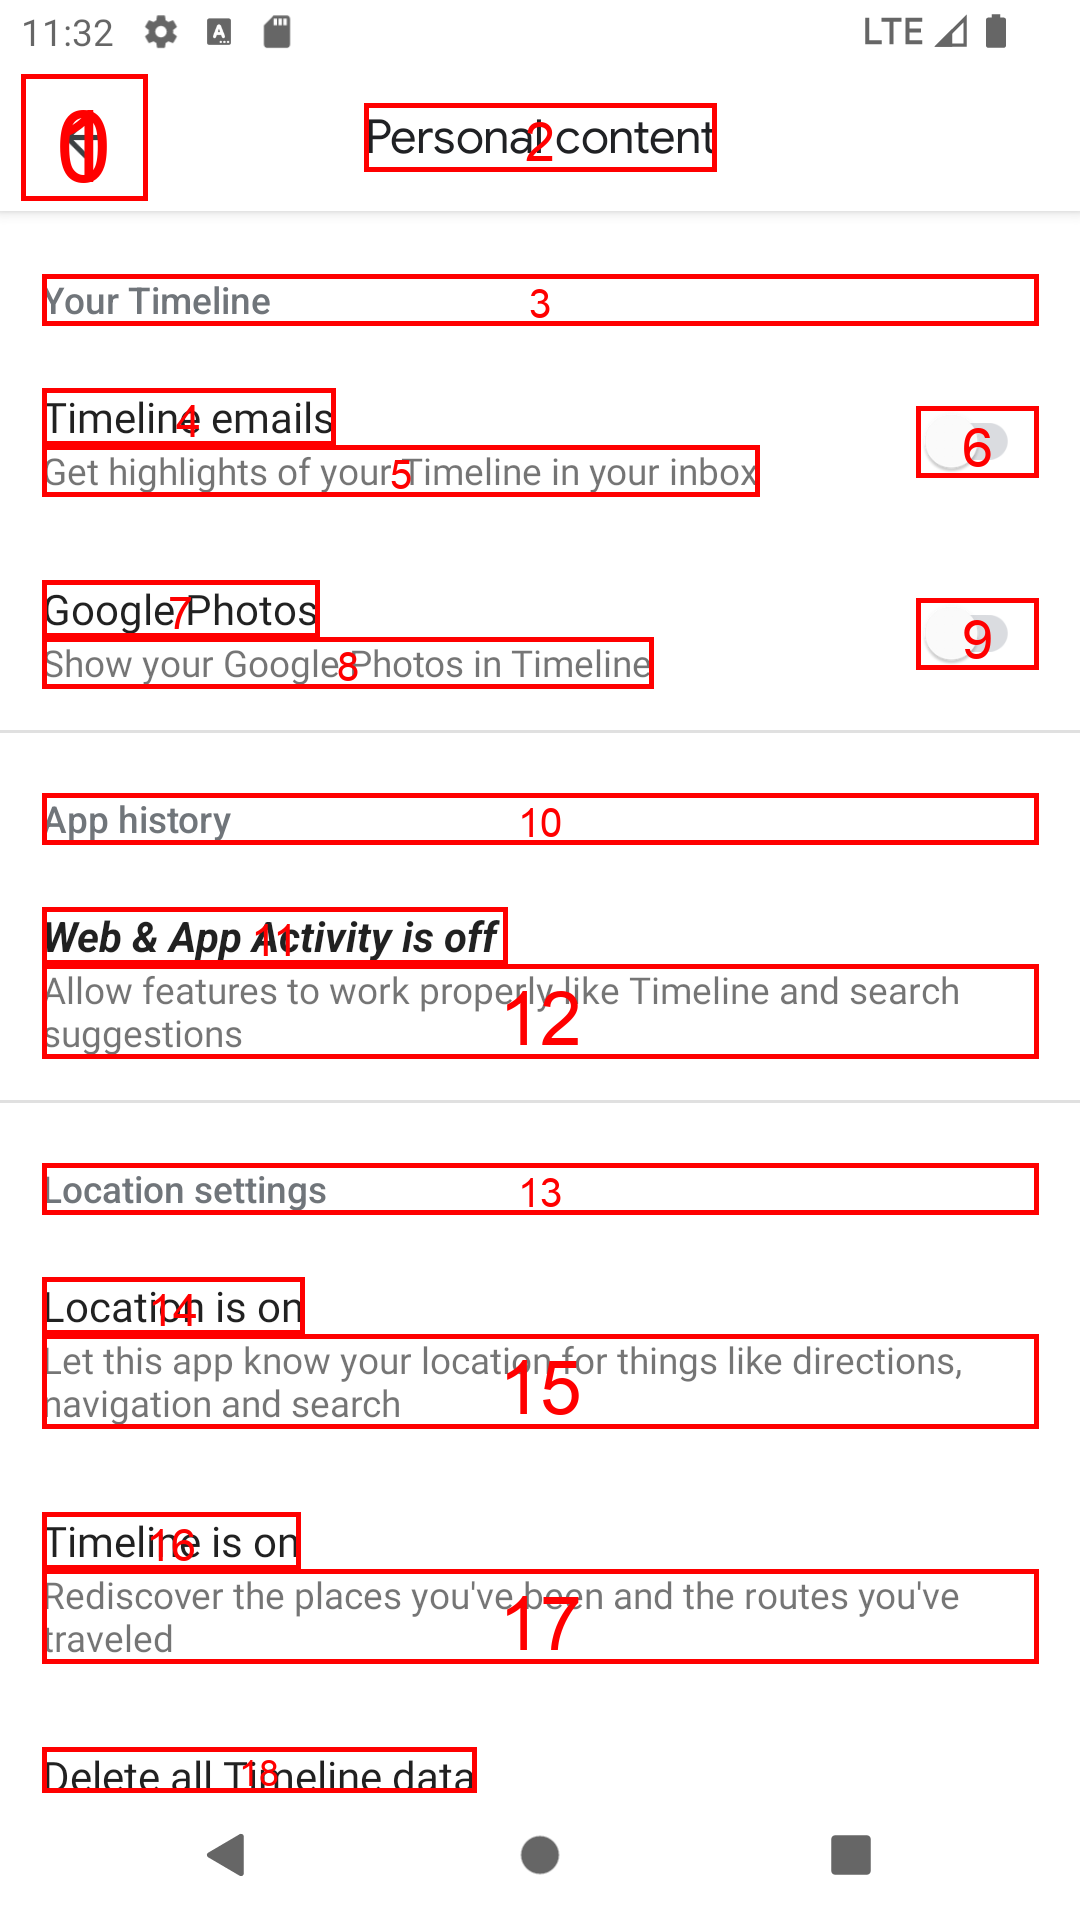 11:32 LTE
Personal content
Your Timeline
Timeline emails
Get highlights of your Timeline in your inbox
Google Photos
Show your Google Photos in Timeline
App history
Web & App Activity is off
Allow features to work properly like Timeline and search
suggestions
Location settings
Location is on
Let this app know your location for things like directions,
navigation and search
Timeline is on
Rediscover the places you've been and the routes you've
traveled
Delete all Timeline data
0
1
2
3
4
5
6
7
8
9
10
11
12
13
14
15
16
17
18